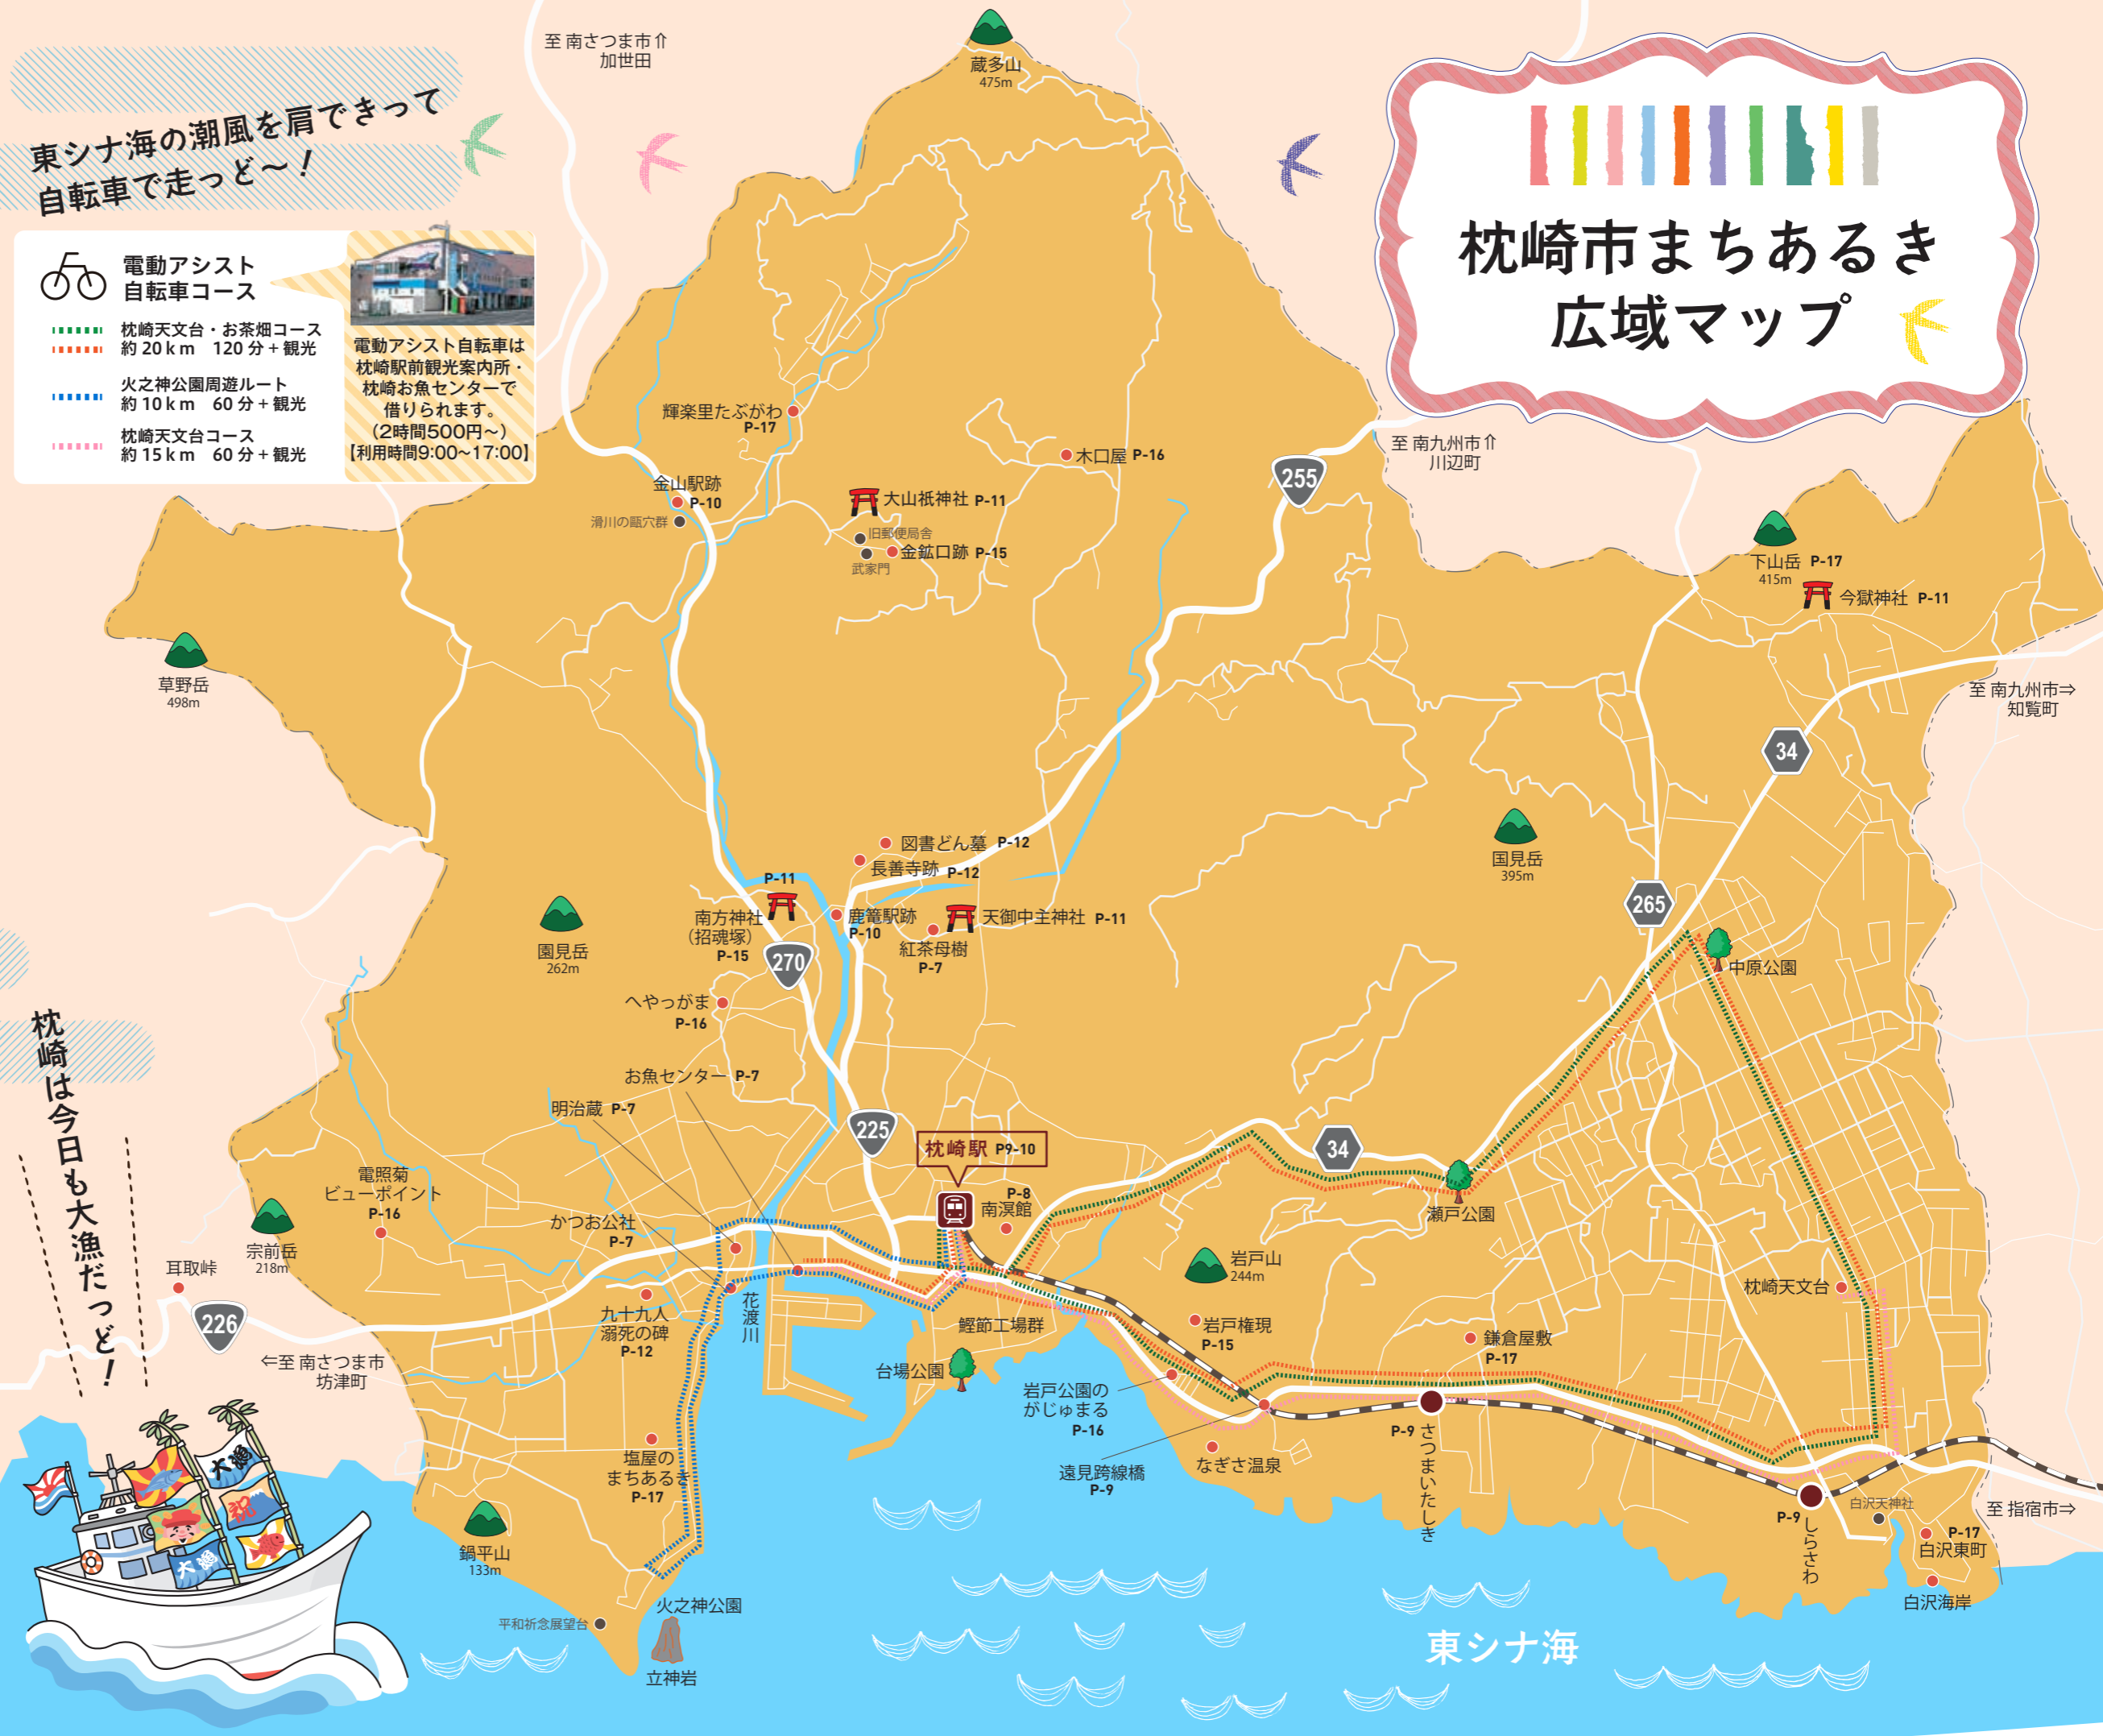 枕崎市まちあるき
広域マップ
東シナ海の潮風を肩できって
自転車で走っど〜！
電動アシスト
自転車コース
枕崎天文台・お茶畑コース
約20km 120分+観光
火之神公園周遊ルート
約10km 60分+観光
枕崎天文台コース
約15km 60分+観光
電動アシスト自転車は
枕崎駅前観光案内所・
枕崎お魚センターで
借りられます。
（2時間500円〜）
【利用時間9:00〜17:00】
至 南さつま市⇑
加世田
蔵多山
475m
輝楽里たぶがわ
P-17
木口屋 P-16
255
至 南九州市⇑
川辺町
金山駅跡
P-10
滑川の甌穴群
大山祇神社 P-11
旧郵便局舎
金鉱口跡 P-15
武家門
下山岳 P-17
415m
今嶽神社 P-11
草野岳
498m
至 南九州市⇒
知覧町
34
図書どん墓 P-12
長善寺跡 P-12
国見岳
395m
P-11
南方神社
（招魂塚）
P-15
鹿篭駅跡
P-10
天御中主神社 P-11
紅茶母樹
P-7
265
園見岳
262m
270
中原公園
へやっがま
P-16
枕崎は今日も大漁だっど！
お魚センター P-7
明治蔵 P-7
225
枕崎駅 P9-10
34
電照菊
ビューポイント
P-16
P-8
南溟館
瀬戸公園
かつお公社
P-7
宗前岳
218m
耳取峠
岩戸山
244m
枕崎天文台
226
九十九人
溺死の碑
P-12
花渡川
鰹節工場群
岩戸権現
P-15
鎌倉屋敷
P-17
⇐至 南さつま市
坊津町
台場公園
岩戸公園の
がじゅまる
P-16
P-9
さつまいたしき
塩屋の
まちあるき
P-17
なぎさ温泉
遠見跨線橋
P-9
大漁
祝
大漁
白沢天神社
至 指宿市⇒
P-9
しらさわ
P-17
白沢東町
鍋平山
133m
白沢海岸
火之神公園
平和祈念展望台
立神岩
東シナ海